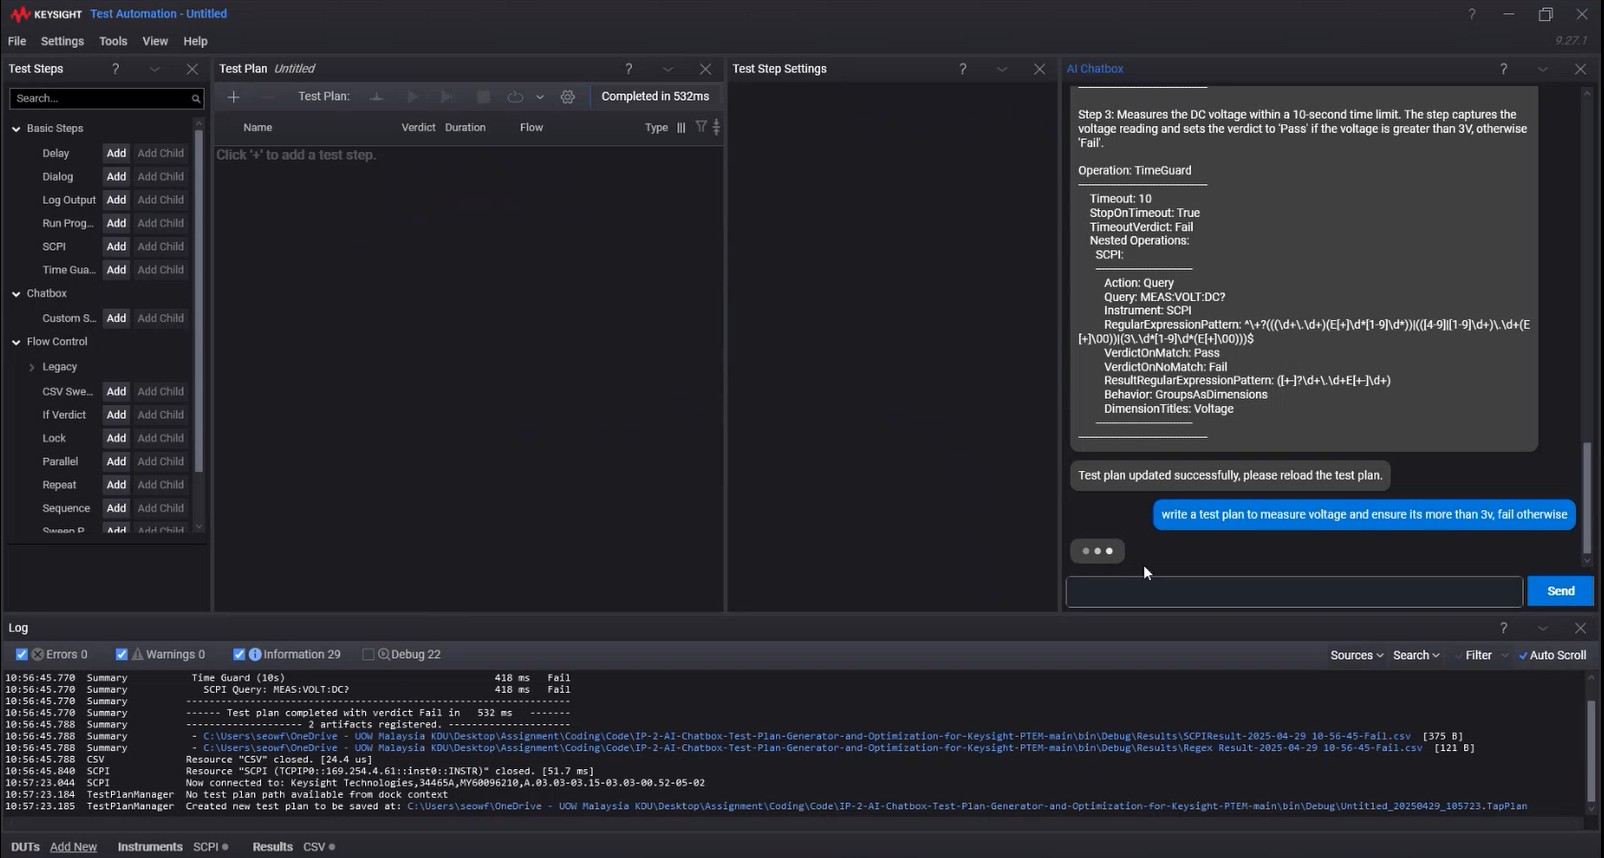 KEYSIGHT Test Automation - Untitled
File Settings Tools View Help
9.27.1
Test Steps
Search...
Basic Steps
Delay Add Add Child
Dialog Add Add Child
Log Output Add Add Child
Run Prog... Add Add Child
SCPI Add Add Child
Time Gua... Add Add Child
Chatbox
Custom S... Add Add Child
Flow Control
Legacy
CSV Swe... Add Add Child
If Verdict Add Add Child
Lock Add Add Child
Parallel Add Add Child
Repeat Add Add Child
Sequence Add Add Child
Sweep P... Add Add Child
Test Plan Untitled
Test Plan: Completed in 532ms
Name Verdict Duration Flow Type
Click '+' to add a test step.
Test Step Settings
AI Chatbox
Step 3: Measures the DC voltage within a 10-second time limit. The step captures the
voltage reading and sets the verdict to 'Pass' if the voltage is greater than 3V, otherwise
'Fail'.
Operation: TimeGuard
Timeout: 10
StopOnTimeout: True
TimeoutVerdict: Fail
Nested Operations:
SCPI:
Action: Query
Query: MEAS:VOLT:DC?
Instrument: SCPI
RegularExpressionPattern: ^\+?(((\d+\.\d+)(E[+]\d*[1-9]\d*))|(([4-9]|[1-9]\d+)\.\d+(E
[+]\00))|(3\.\d*[1-9]\d*(E[+]\00)))$
VerdictOnMatch: Pass
VerdictOnNoMatch: Fail
ResultRegularExpressionPattern: ([+-]?\d+\.\d+E[+-]\d+)
Behavior: GroupsAsDimensions
DimensionTitles: Voltage
Test plan updated successfully, please reload the test plan.
write a test plan to measure voltage and ensure its more than 3v, fail otherwise
Send
Log
Errors 0 Warnings 0 Information 29 Debug 22 Sources Search Filter Auto Scroll
10:56:45.770 Summary Time Guard (10s) 418 ms Fail
10:56:45.770 Summary SCPI Query: MEAS:VOLT:DC? 418 ms Fail
10:56:45.770 Summary ------------------------------------------------------------
10:56:45.770 Summary ------ Test plan completed with verdict Fail in 532 ms -------
10:56:45.788 Summary ------------------- 2 artifacts registered. --------------------
10:56:45.788 Summary - C:\Users\seowf\OneDrive - UOW Malaysia KDU\Desktop\Assignment\Coding\Code\IP-2-AI-Chatbox-Test-Plan-Generator-and-Optimization-for-Keysight-PTEM-main\bin\Debug\Results\SCPIResult-2025-04-29 10-56-45-Fail.csv [375 B]
10:56:45.788 Summary - C:\Users\seowf\OneDrive - UOW Malaysia KDU\Desktop\Assignment\Coding\Code\IP-2-AI-Chatbox-Test-Plan-Generator-and-Optimization-for-Keysight-PTEM-main\bin\Debug\Results\Regex Result-2025-04-29 10-56-45-Fail.csv [121 B]
10:56:45.788 CSV Resource "CSV" closed. [24.4 us]
10:56:45.840 SCPI Resource "SCPI (TCPIP0::169.254.4.61::inst0::INSTR)" closed. [51.7 ms]
10:57:23.044 SCPI Now connected to: Keysight Technologies,34465A,MY60096210,A.03.03-03.15-03.03-00.52-05-02
10:57:23.184 TestPlanManager No test plan path available from dock context
10:57:23.185 TestPlanManager Created new test plan to be saved at: C:\Users\seowf\OneDrive - UOW Malaysia KDU\Desktop\Assignment\Coding\Code\IP-2-AI-Chatbox-Test-Plan-Generator-and-Optimization-for-Keysight-PTEM-main\bin\Debug\Untitled_20250429_105723.TapPlan
DUTs Add New Instruments SCPI Results CSV